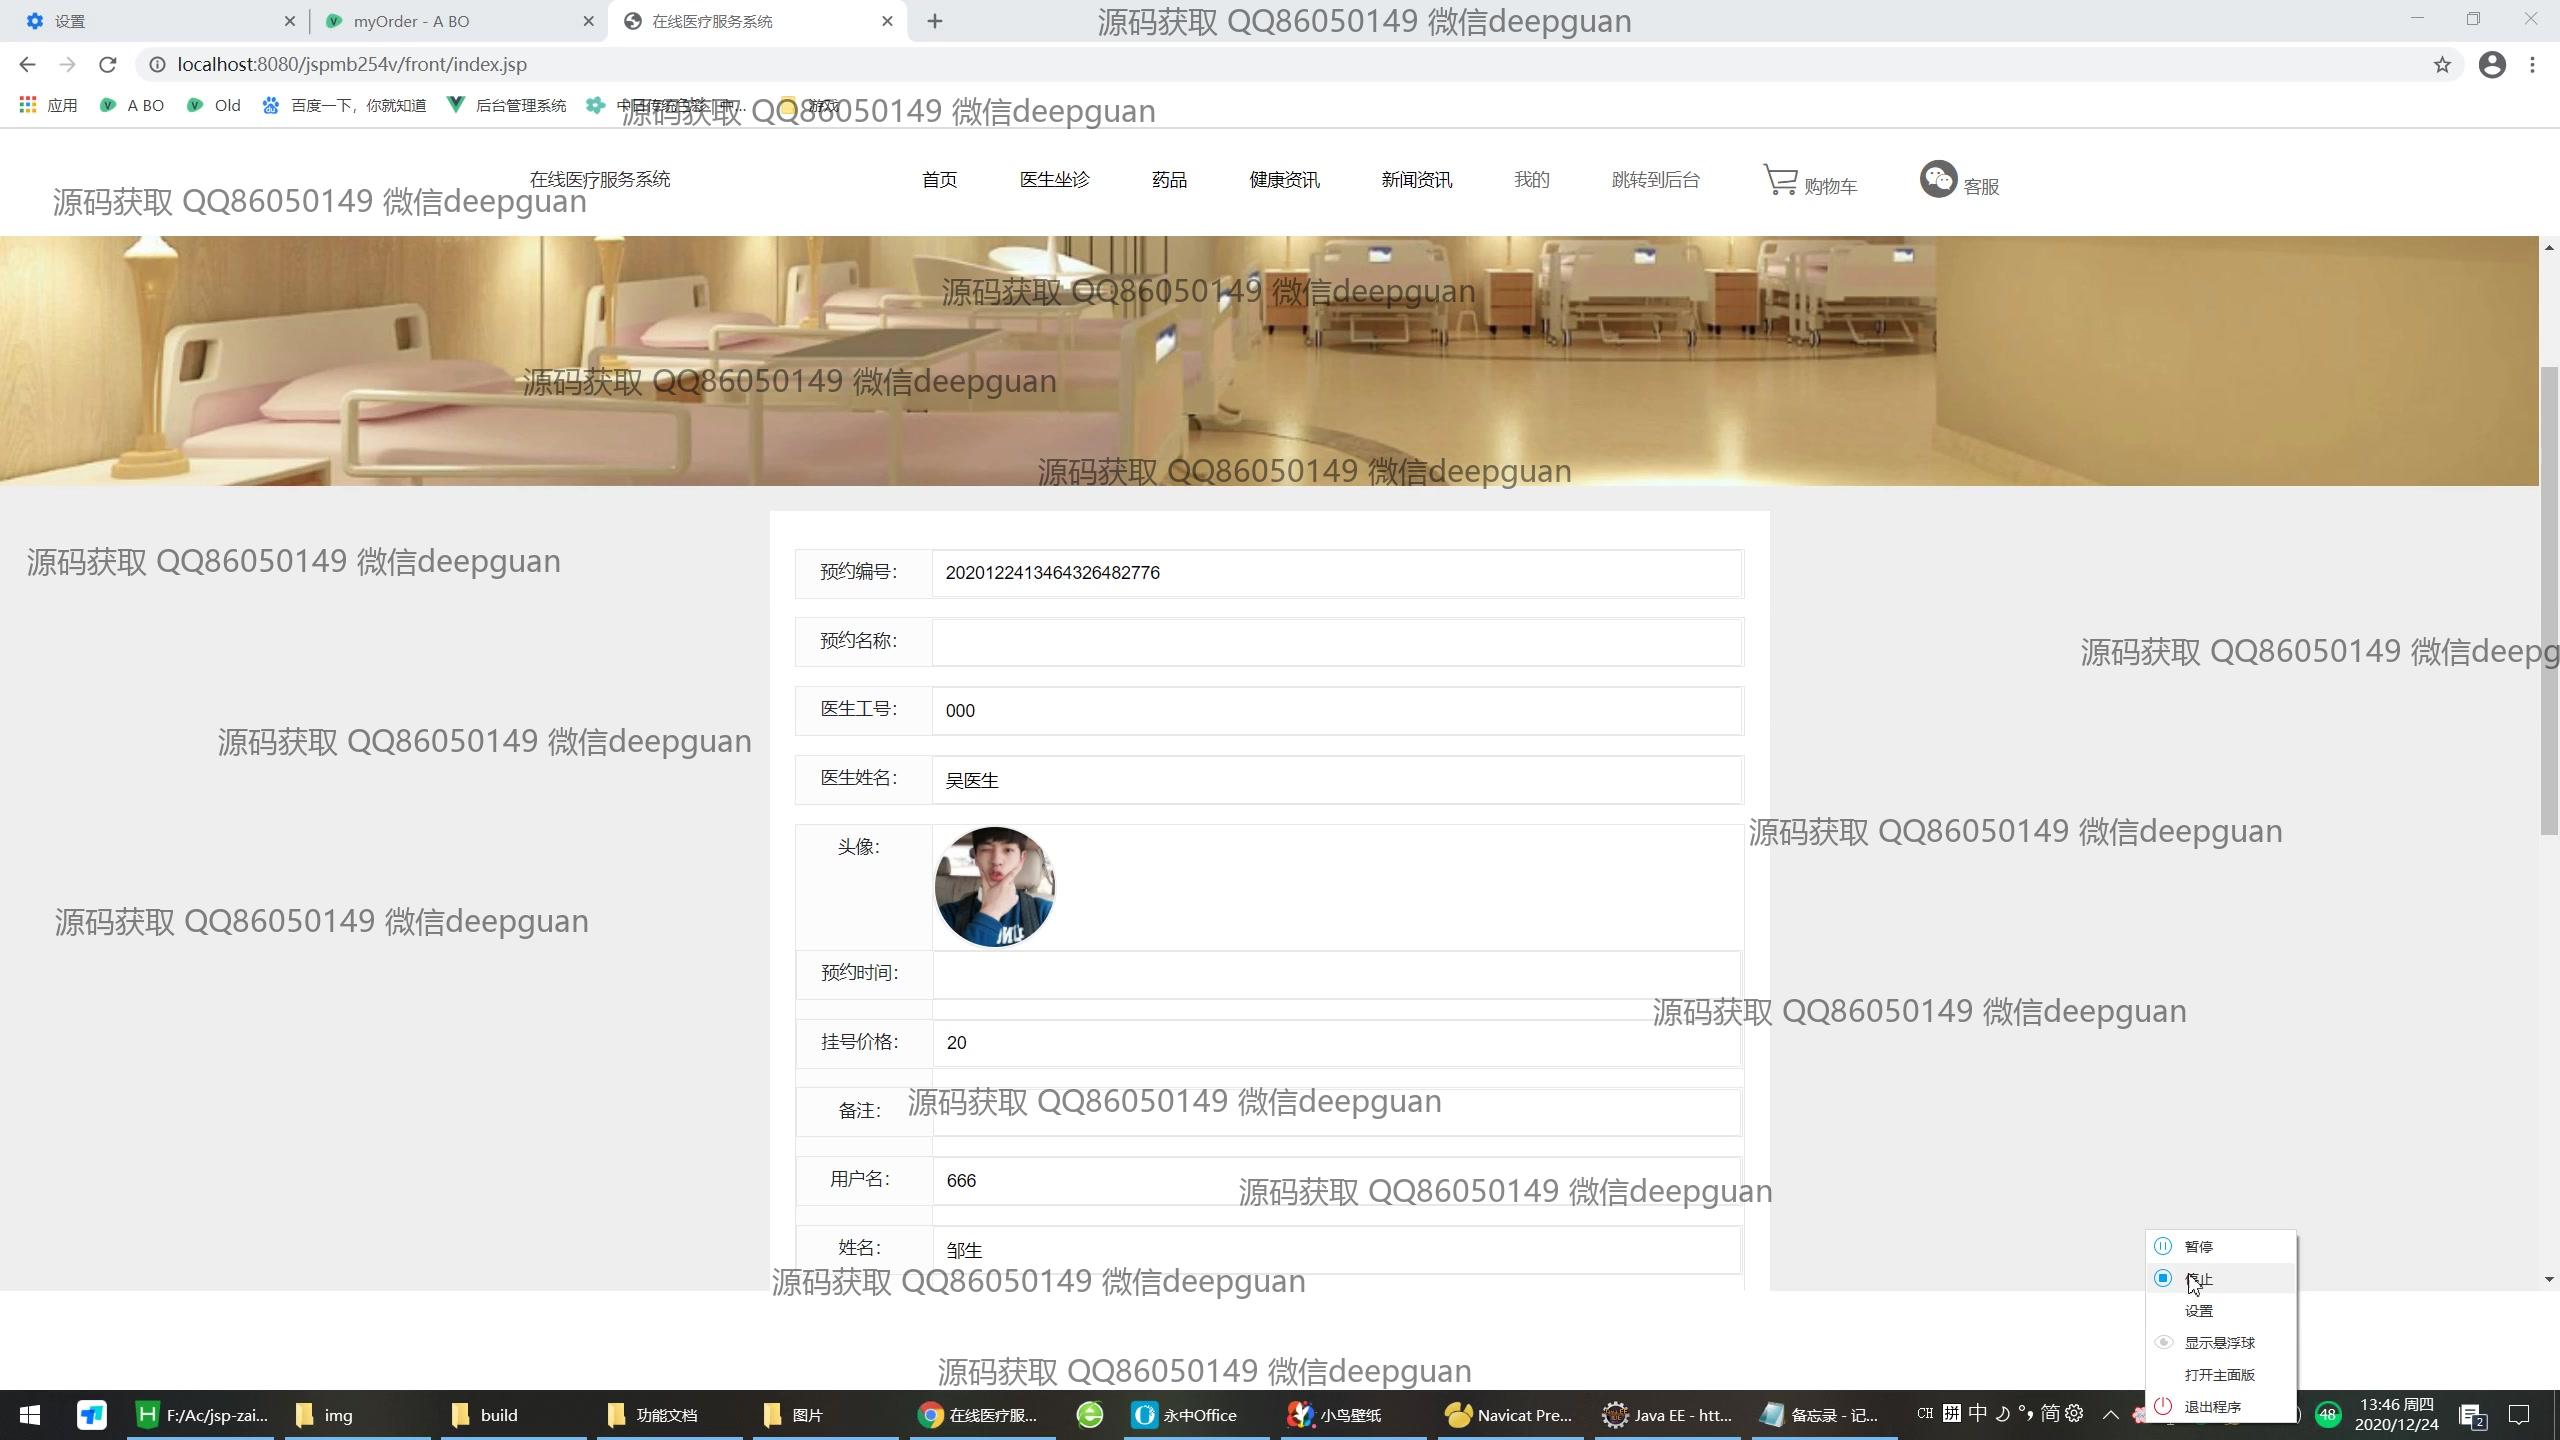 设置
myOrder - A BO
在线医疗服务系统
源码获取 QQ86050149 微信deepguan
localhost:8080/jspmb254v/front/index.jsp
应用
A BO
Old
百度一下，你就知道
后台管理系统
源码获取 QQ86050149 微信deepguan
在线医疗服务系统
首页
医生坐诊
药品
健康资讯
新闻资讯
我的
跳转到后台
购物车
客服
源码获取 QQ86050149 微信deepguan
源码获取 QQ86050149 微信deepguan
源码获取 QQ86050149 微信deepguan
源码获取 QQ86050149 微信deepguan
源码获取 QQ86050149 微信deepguan
预约编号：
2020122413464326482776
预约名称：
源码获取 QQ86050149 微信deepg
医生工号：
000
源码获取 QQ86050149 微信deepguan
医生姓名：
吴医生
源码获取 QQ86050149 微信deepguan
头像：
源码获取 QQ86050149 微信deepguan
预约时间：
源码获取 QQ86050149 微信deepguan
挂号价格：
20
备注：
源码获取 QQ86050149 微信deepguan
用户名：
666
源码获取 QQ86050149 微信deepguan
姓名：
邹生
源码获取 QQ86050149 微信deepguan
暂停
停止
设置
显示悬浮球
打开主面版
退出程序
源码获取 QQ86050149 微信deepguan
F:/Ac/jsp-zai...
img
build
功能文档
图片
在线医疗服...
永中Office
小鸟壁纸
Navicat Pre...
Java EE - htt...
备忘录 - 记...
CH
拼
中
简
48
13:46 周四
2020/12/24
2